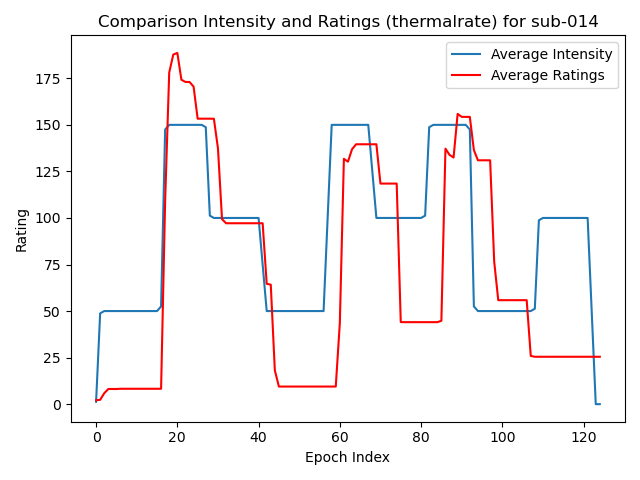 Comparison Intensity and Ratings (thermalrate) for sub-014
Average Intensity
Average Ratings
Rating
175
150
125
100
75
50
25
0
0 20 40 60 80 100 120
Epoch Index